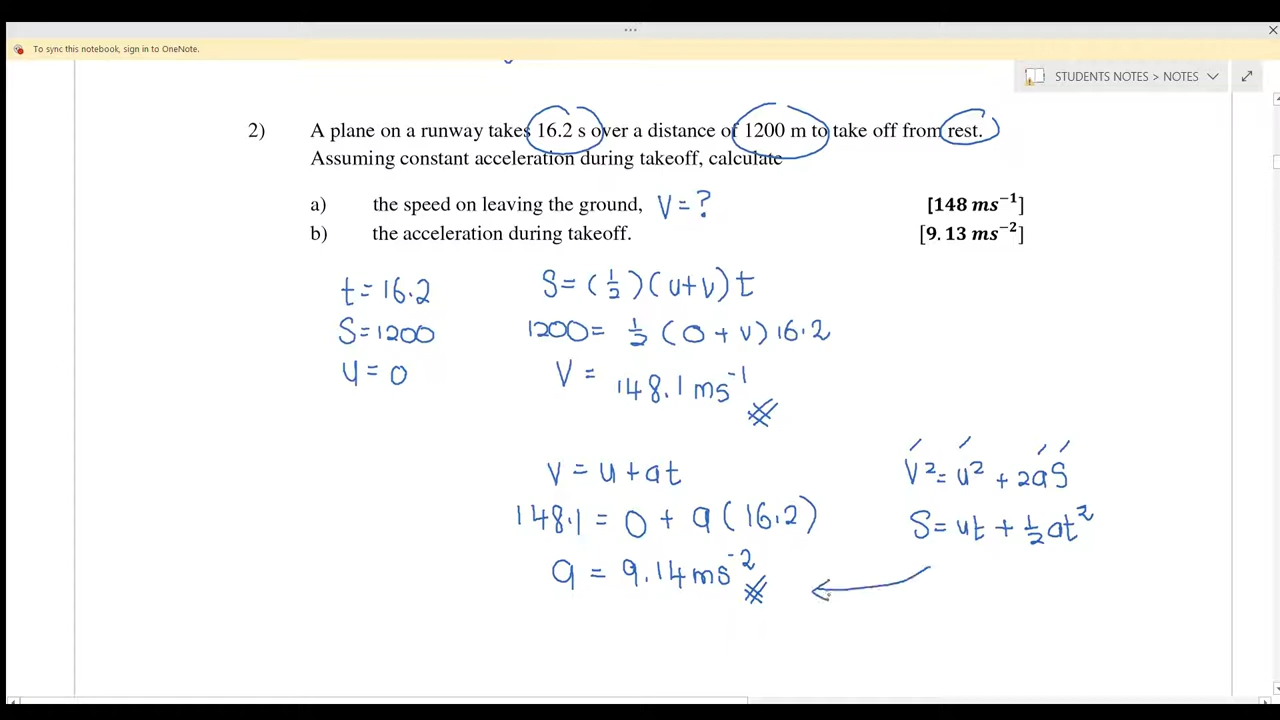 To sync this notebook, sign in to OneNote.
STUDENTS NOTES > NOTES
2) A plane on a runway takes 16.2 s over a distance of 1200 m to take off from rest.
Assuming constant acceleration during takeoff, calculate
a) the speed on leaving the ground, V = ? [148 ms⁻¹]
b) the acceleration during takeoff. [9.13 ms⁻²]
t = 16.2
S = 1200
u = 0
S = (½)(u+v)t
1200 = ½ (0 + v) 16.2
V = 148.1 ms⁻¹
V = u + at
148.1 = 0 + a (16.2)
a = 9.14 ms⁻²
V² = u² + 2aS
S = ut + ½at²